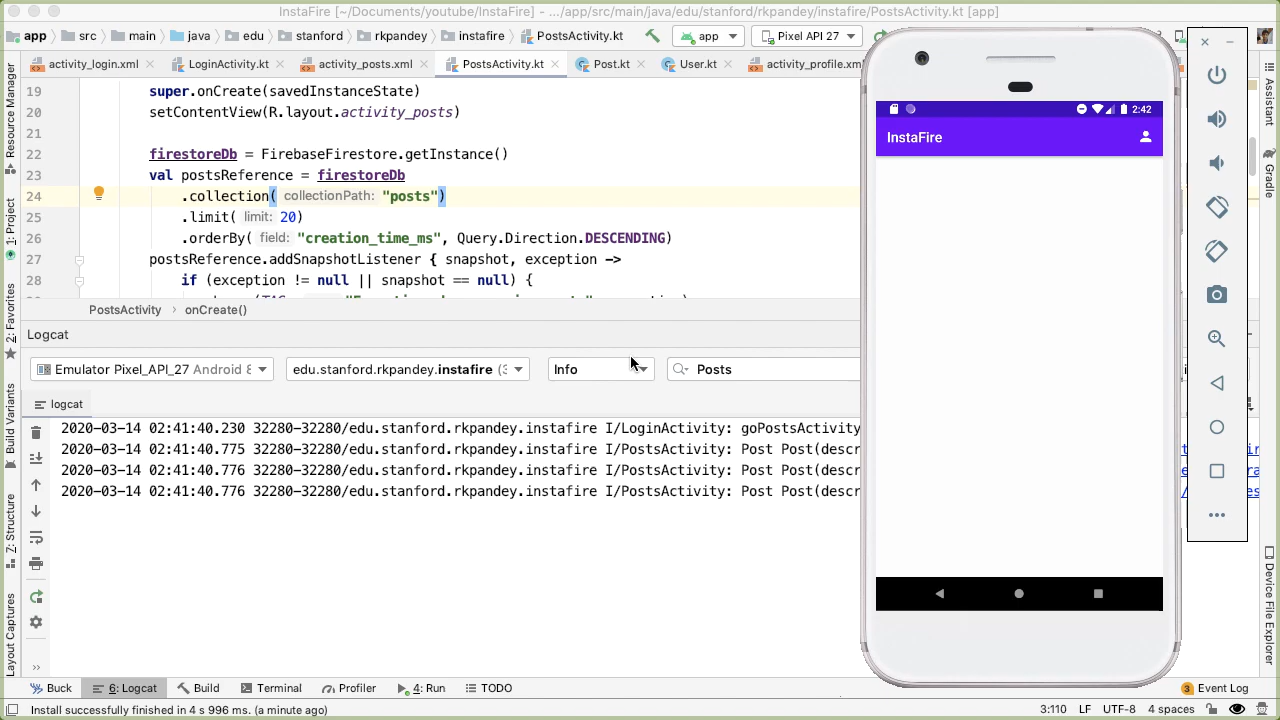 InstaFire [~/Documents/youtube/InstaFire] - .../app/src/main/java/edu/stanford/rkpandey/instafire/PostsActivity.kt [app]
app src main java edu stanford rkpandey instafire PostsActivity.kt app Pixel API 27
activity_login.xml LoginActivity.kt activity_posts.xml PostsActivity.kt Post.kt User.kt activity_profile.xml
19 super.onCreate(savedInstanceState)
20 setContentView(R.layout.activity_posts)
21
22 firestoreDb = FirebaseFirestore.getInstance()
23 val postsReference = firestoreDb
24 .collection( collectionPath: "posts")
25 .limit( limit: 20)
26 .orderBy( field: "creation_time_ms", Query.Direction.DESCENDING)
27 postsReference.addSnapshotListener { snapshot, exception ->
28 if (exception != null || snapshot == null) {
PostsActivity › onCreate()
Logcat
Emulator Pixel_API_27 Android 8 edu.stanford.rkpandey.instafire (3 Info Posts
logcat
2020-03-14 02:41:40.230 32280-32280/edu.stanford.rkpandey.instafire I/LoginActivity: goPostsActivity
2020-03-14 02:41:40.775 32280-32280/edu.stanford.rkpandey.instafire I/PostsActivity: Post Post(descr
2020-03-14 02:41:40.776 32280-32280/edu.stanford.rkpandey.instafire I/PostsActivity: Post Post(descr
2020-03-14 02:41:40.776 32280-32280/edu.stanford.rkpandey.instafire I/PostsActivity: Post Post(descr
Resource Manager
1: Project
2: Favorites
Build Variants
7: Structure
Layout Captures
2:42
InstaFire
Assistant
Gradle
Device File Explorer
Buck 6: Logcat Build Terminal Profiler 4: Run TODO 3 Event Log
Install successfully finished in 4 s 996 ms. (a minute ago) 3:110 LF UTF-8 4 spaces